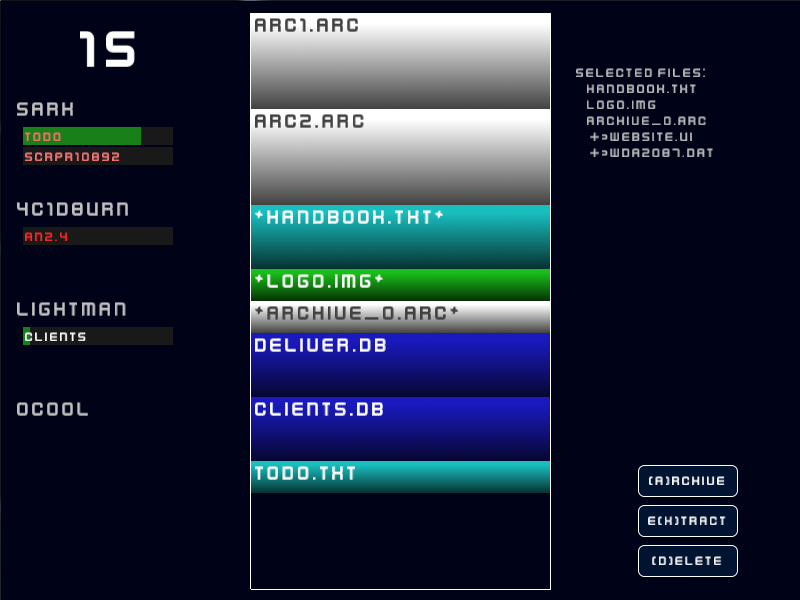 15
SARK
TODO
SCRPR10892
4C1DBURN
AN2.4
LIGHTMAN
CLIENTS
0COOL
ARC1.ARC
ARC2.ARC
*HANDBOOK.TXT*
*LOGO.IMG*
*ARCHIVE_0.ARC*
DELIVER.DB
CLIENTS.DB
TODO.TXT
SELECTED FILES:
HANDBOOK.TXT
LOGO.IMG
ARCHIVE_0.ARC
+>WEBSITE.UI
+>WDA2087.DAT
(A)RCHIVE
E(X)TRACT
(D)ELETE